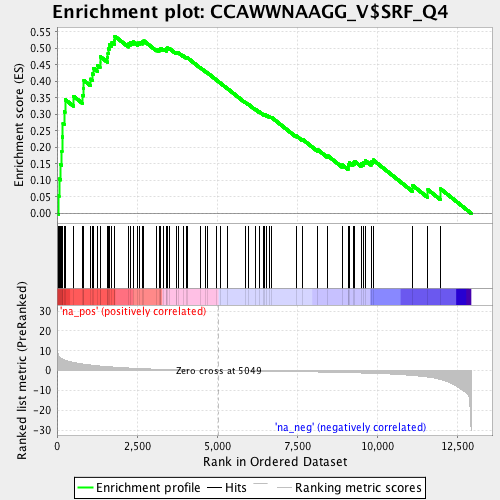 Enrichment plot: CCAWWNAAGG_V$SRF_Q4
Enrichment score (ES)
0.55
0.50
0.45
0.40
0.35
0.30
0.25
0.20
0.15
0.10
0.05
0.00
'na_pos' (positively correlated)
Ranked list metric (PreRanked)
30
20
10
0
-10
-20
-30
Zero cross at 5049
'na_neg' (negatively correlated)
0 2,500 5,000 7,500 10,000 12,500
Rank in Ordered Dataset
Enrichment profile Hits Ranking metric scores